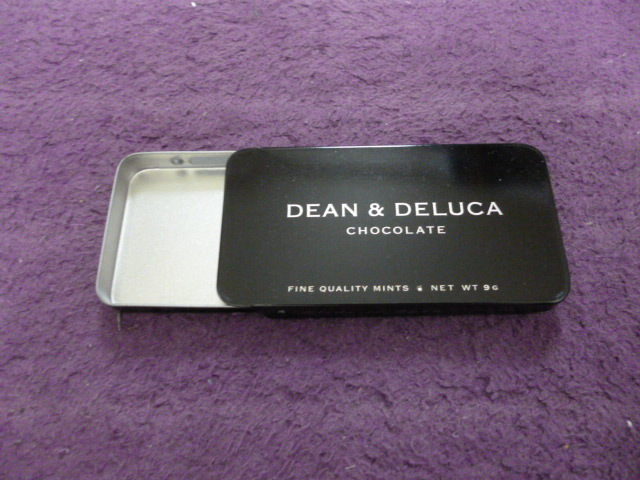 DEAN & DELUCA
CHOCOLATE
FINE QUALITY MINTS NET WT 9G